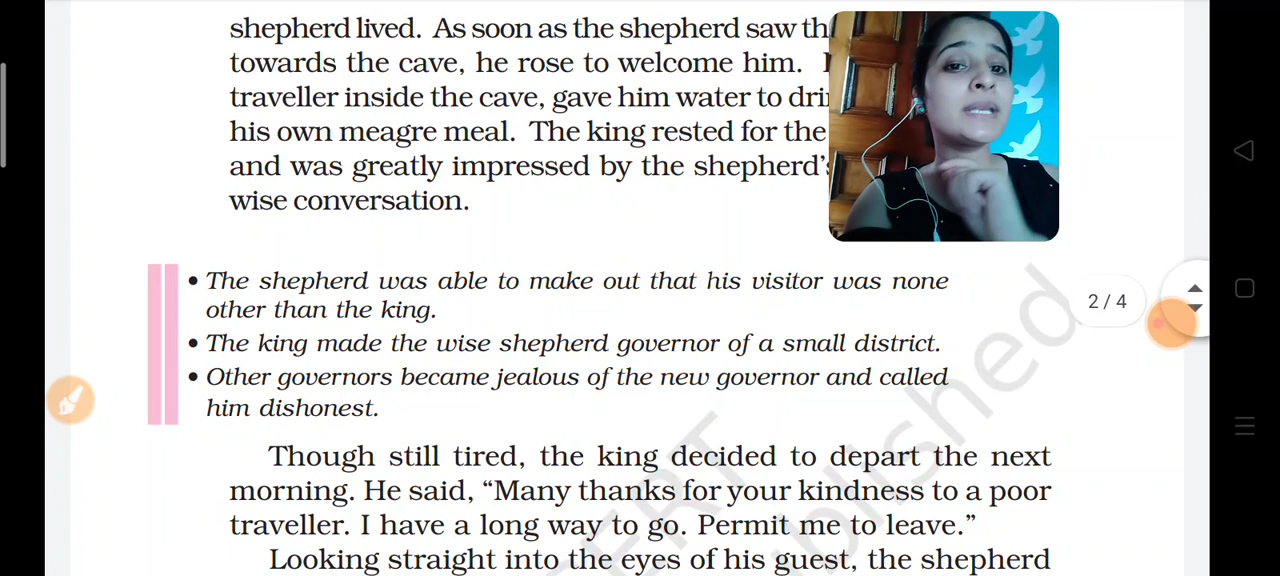 shepherd lived. As soon as the shepherd saw
towards the cave, he rose to welcome him.
traveller inside the cave, gave him water to
his own meagre meal. The king rested for the
and was greatly impressed by the shepherd's
wise conversation.
• The shepherd was able to make out that his visitor was none
other than the king.
2 / 4
• The king made the wise shepherd governor of a small district.
• Other governors became jealous of the new governor and called
him dishonest.
Though still tired, the king decided to depart the next
morning. He said, “Many thanks for your kindness to a poor
traveller. I have a long way to go. Permit me to leave.”
Looking straight into the eyes of his guest, the shepherd